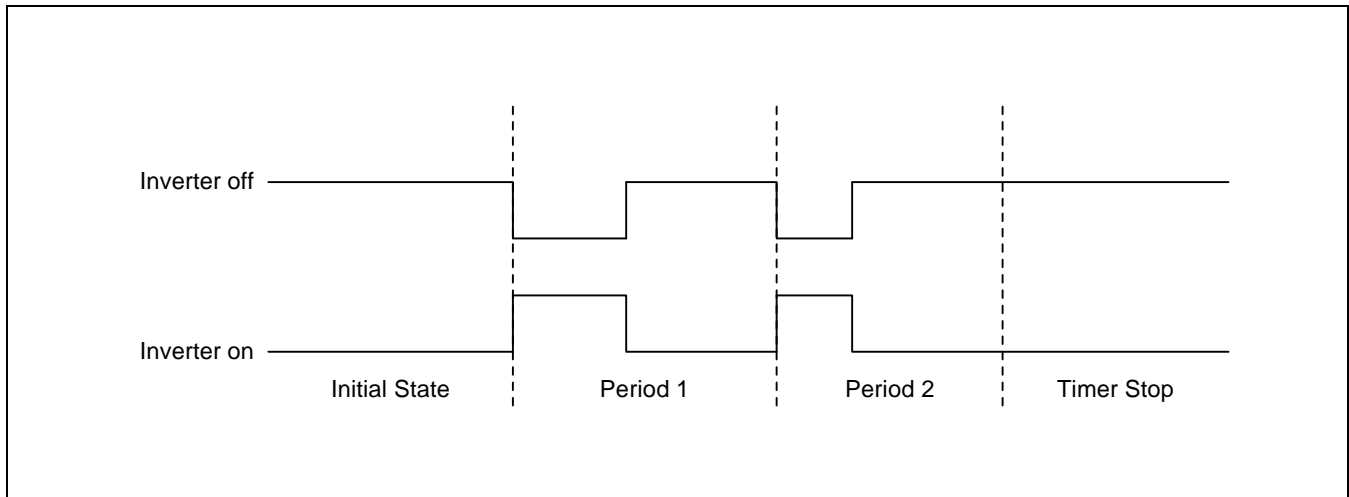 Inverter off
Inverter on
Initial State
Period 1
Period 2
Timer Stop